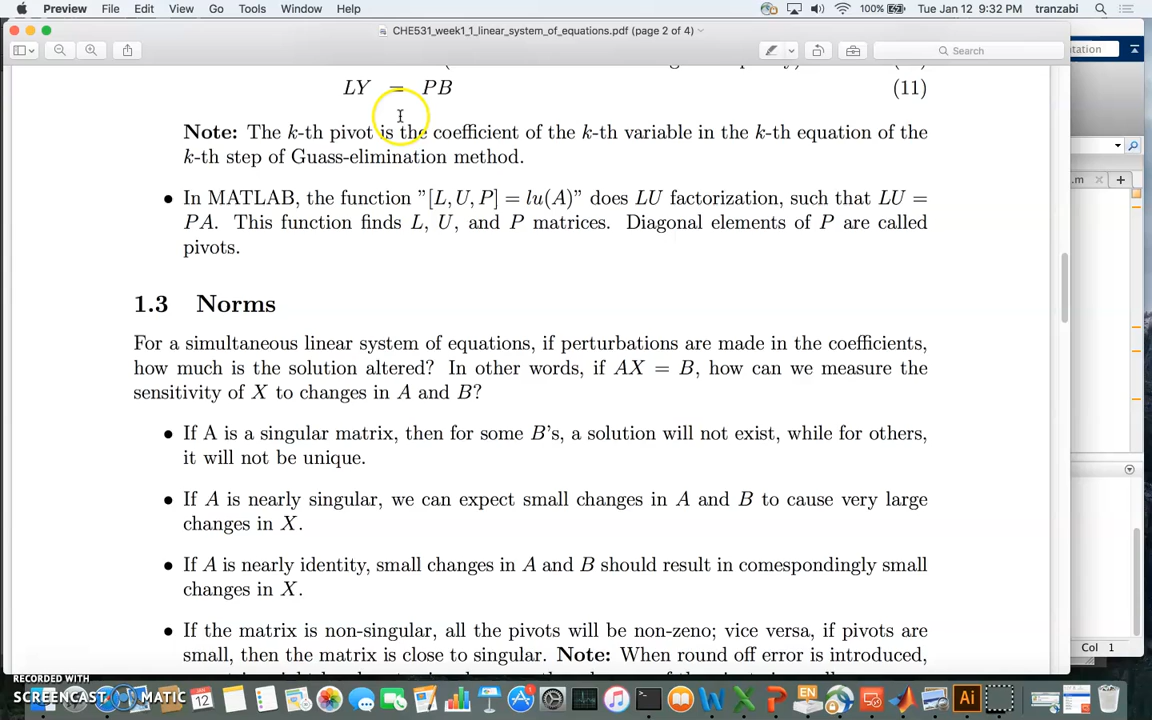 Preview File Edit View Go Tools Window Help 100% Tue Jan 12 9:32 PM tranzabi
CHE531_week1_1_linear_system_of_equations.pdf (page 2 of 4)
Search
entation
LY = PB (11)
Note: The k-th pivot is the coefficient of the k-th variable in the k-th equation of the
k-th step of Guass-elimination method.
.m
• In MATLAB, the function ”[L, U, P] = lu(A)” does LU factorization, such that LU =
PA. This function finds L, U, and P matrices. Diagonal elements of P are called
pivots.
1.3 Norms
For a simultaneous linear system of equations, if perturbations are made in the coefficients,
how much is the solution altered? In other words, if AX = B, how can we measure the
sensitivity of X to changes in A and B?
• If A is a singular matrix, then for some B’s, a solution will not exist, while for others,
it will not be unique.
• If A is nearly singular, we can expect small changes in A and B to cause very large
changes in X.
• If A is nearly identity, small changes in A and B should result in comespondingly small
changes in X.
• If the matrix is non-singular, all the pivots will be non-zeno; vice versa, if pivots are
small, then the matrix is close to singular. Note: When round off error is introduced,
Col 1
RECORDED WITH
SCREENCAST MATIC
12
EN
Ai